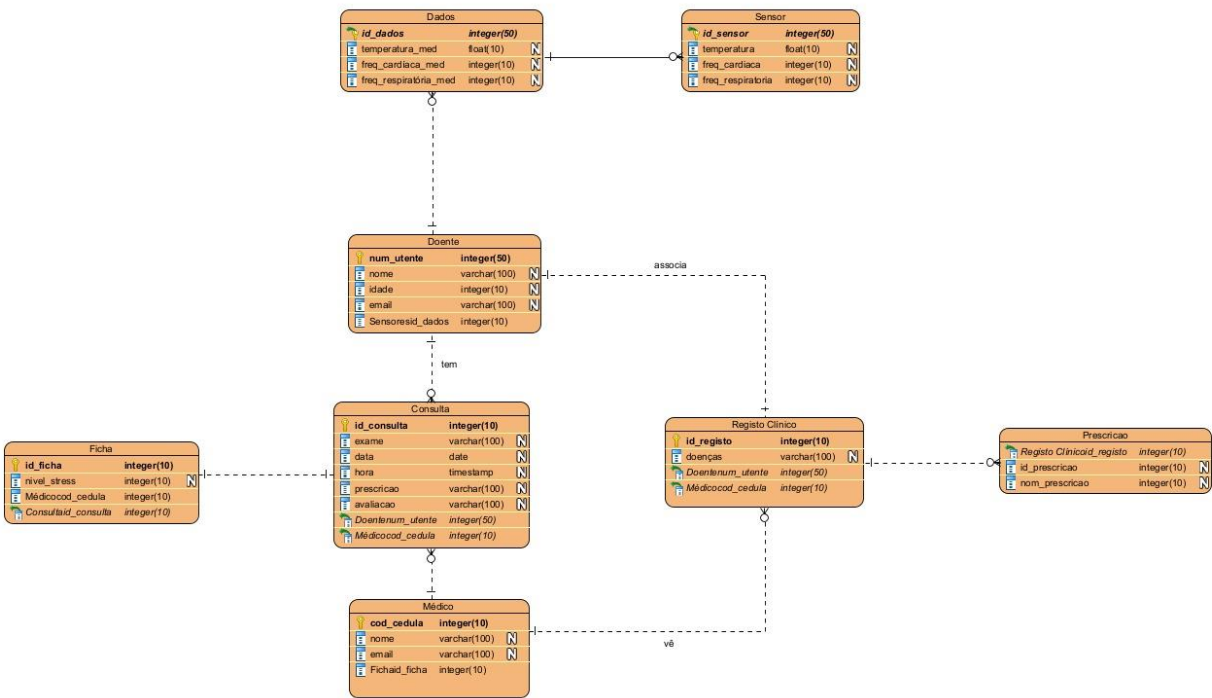 Dados
id_dados integer(50)
temperatura_med float(10) N
freq_cardiaca_med integer(10) N
freq_respiratória_med integer(10) N
Sensor
id_sensor integer(50)
temperatura float(10) N
freq_cardiaca integer(10) N
freq_respiratoria integer(10) N
Doente
num_utente integer(50)
nome varchar(100) N
idade integer(10) N
email varchar(100) N
Sensoresid_dados integer(10)
associa
tem
Consulta
id_consulta integer(10)
exame varchar(100) N
data date N
hora timestamp N
prescricao varchar(100) N
avaliacao varchar(100) N
Doentenum_utente integer(50)
Médicocod_cedula integer(10)
Ficha
id_ficha integer(10)
nivel_stress integer(10) N
Médicocod_cedula integer(10)
Consultaid_consulta integer(10)
Registo Clinico
id_registo integer(10)
doenças varchar(100) N
Doentenum_utente integer(50)
Médicocod_cedula integer(10)
Prescricao
Registo Clinicoid_registo integer(10)
id_prescricao integer(10) N
nom_prescricao integer(10) N
Médico
cod_cedula integer(10)
nome varchar(100) N
email varchar(100) N
Fichaid_ficha integer(10)
vê